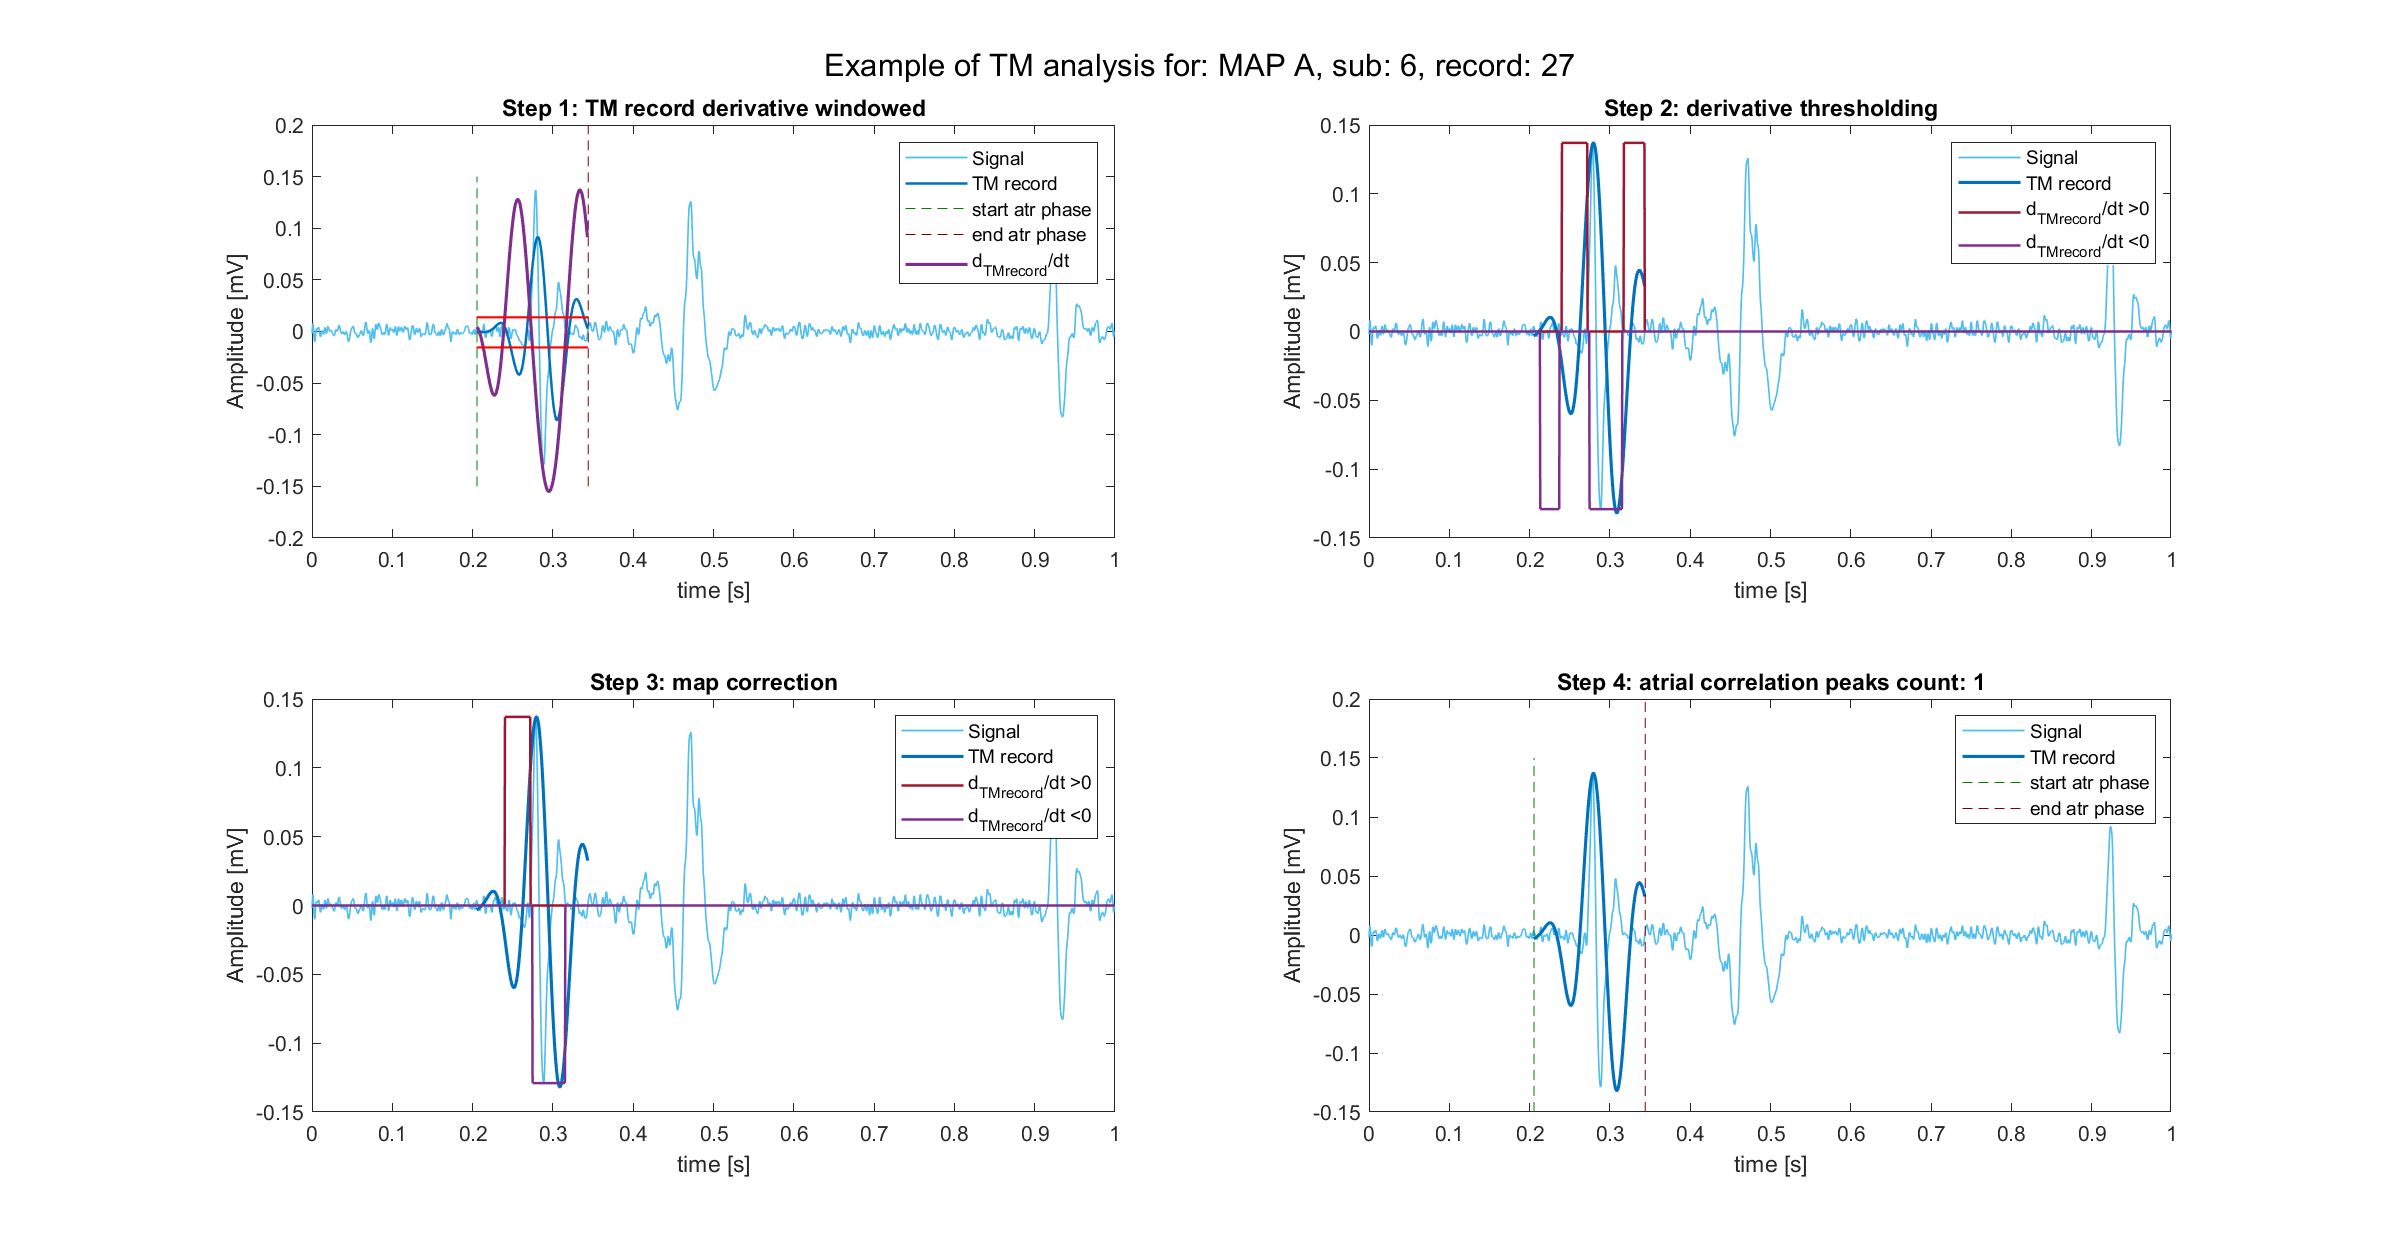 Example of TM analysis for: MAP A, sub: 6, record: 27
Step 1: TM record derivative windowed
Amplitude [mV]
0.2
0.15
0.1
0.05
0
-0.05
-0.1
-0.15
-0.2
Signal
TM record
start atr phase
end atr phase
dTMrecord/dt
0 0.1 0.2 0.3 0.4 0.5 0.6 0.7 0.8 0.9 1
time [s]
Step 2: derivative thresholding
Amplitude [mV]
0.15
0.1
0.05
0
-0.05
-0.1
-0.15
Signal
TM record
dTMrecord/dt >0
dTMrecord/dt <0
0 0.1 0.2 0.3 0.4 0.5 0.6 0.7 0.8 0.9 1
time [s]
Step 3: map correction
Amplitude [mV]
0.15
0.1
0.05
0
-0.05
-0.1
-0.15
Signal
TM record
dTMrecord/dt >0
dTMrecord/dt <0
0 0.1 0.2 0.3 0.4 0.5 0.6 0.7 0.8 0.9 1
time [s]
Step 4: atrial correlation peaks count: 1
Amplitude [mV]
0.2
0.15
0.1
0.05
0
-0.05
-0.1
-0.15
Signal
TM record
start atr phase
end atr phase
0 0.1 0.2 0.3 0.4 0.5 0.6 0.7 0.8 0.9 1
time [s]